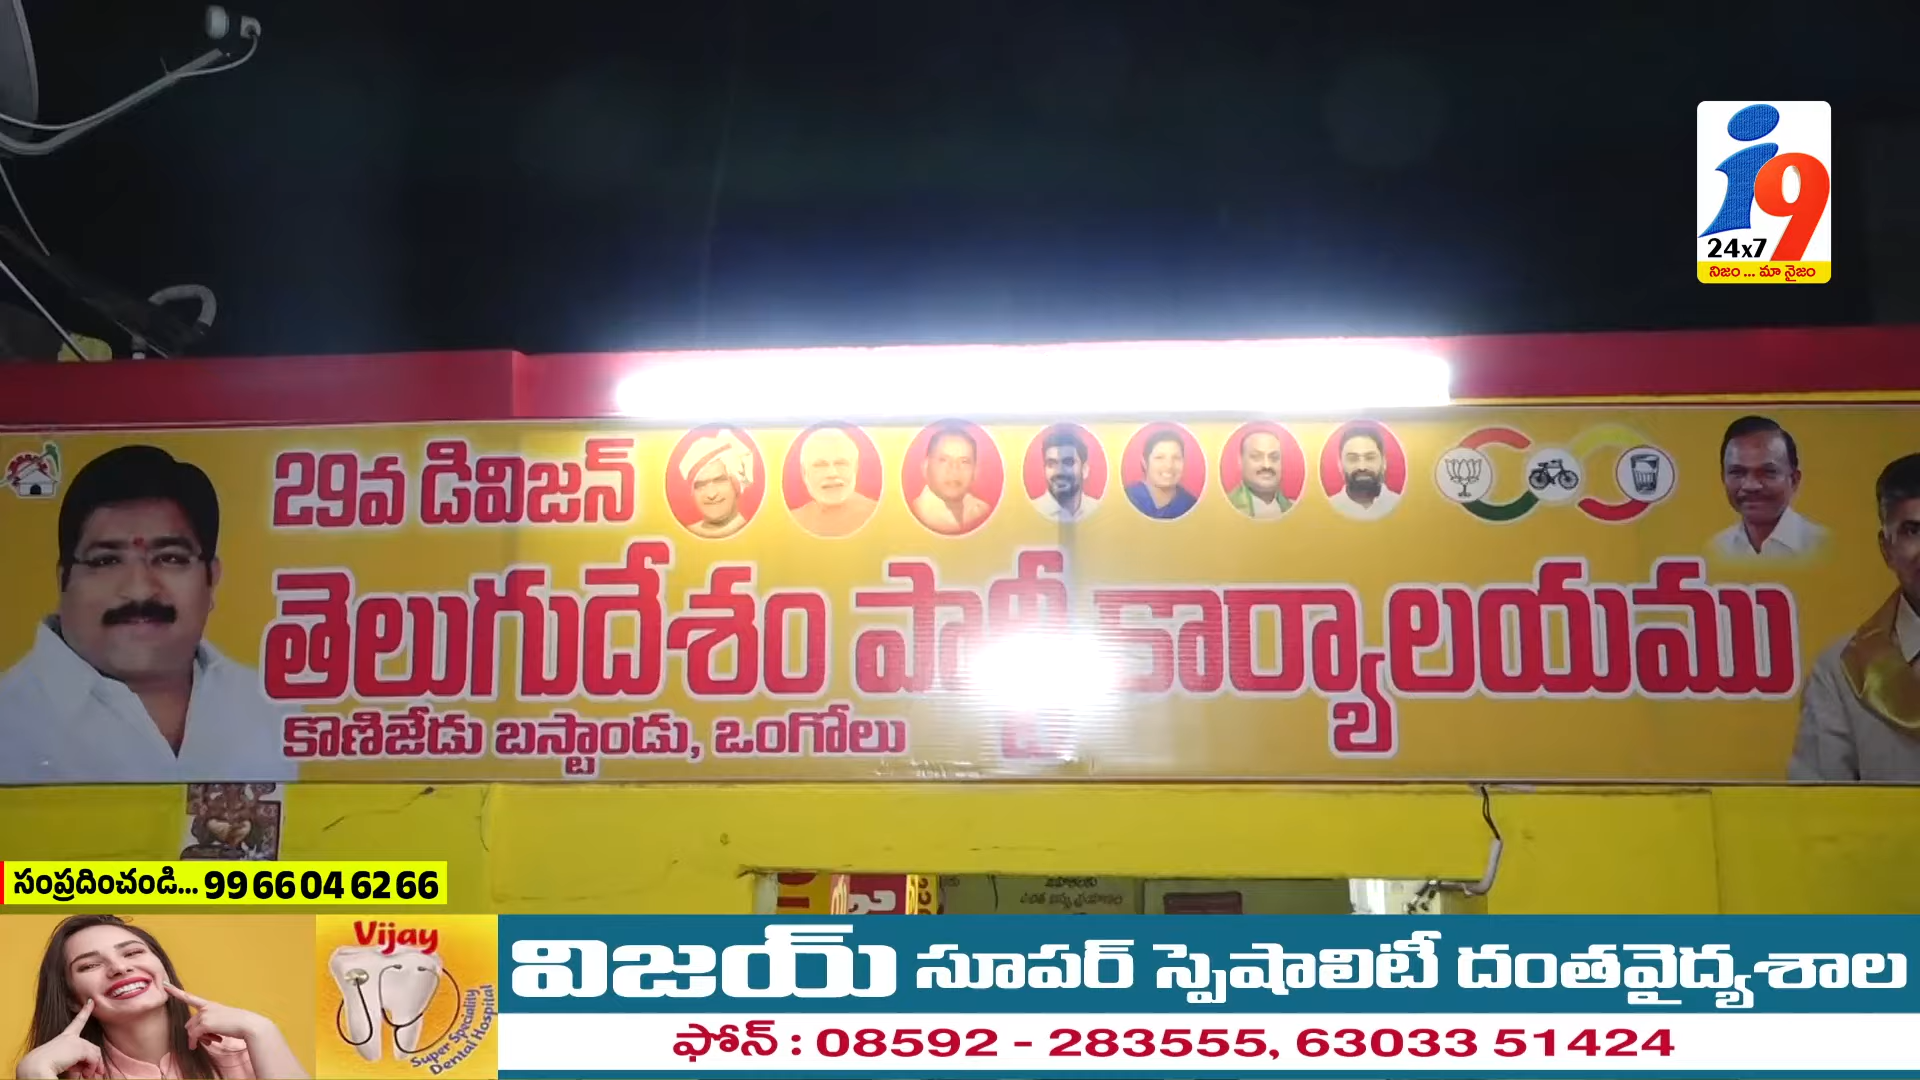 i9
24x7
నిజం... మా నైజం
29వ డివిజన్
తెలుగుదేశం పార్టీ కార్యాలయము
కొణిజేడు బస్టాండు, ఒంగోలు
సంప్రదించండి... 99 66 04 62 66
Vijay
Super Speciality
Dental Hospital
విజయ్ సూపర్ స్పెషాలిటీ దంతవైద్యశాల
ఫోన్ : 08592 - 283555, 63033 51424